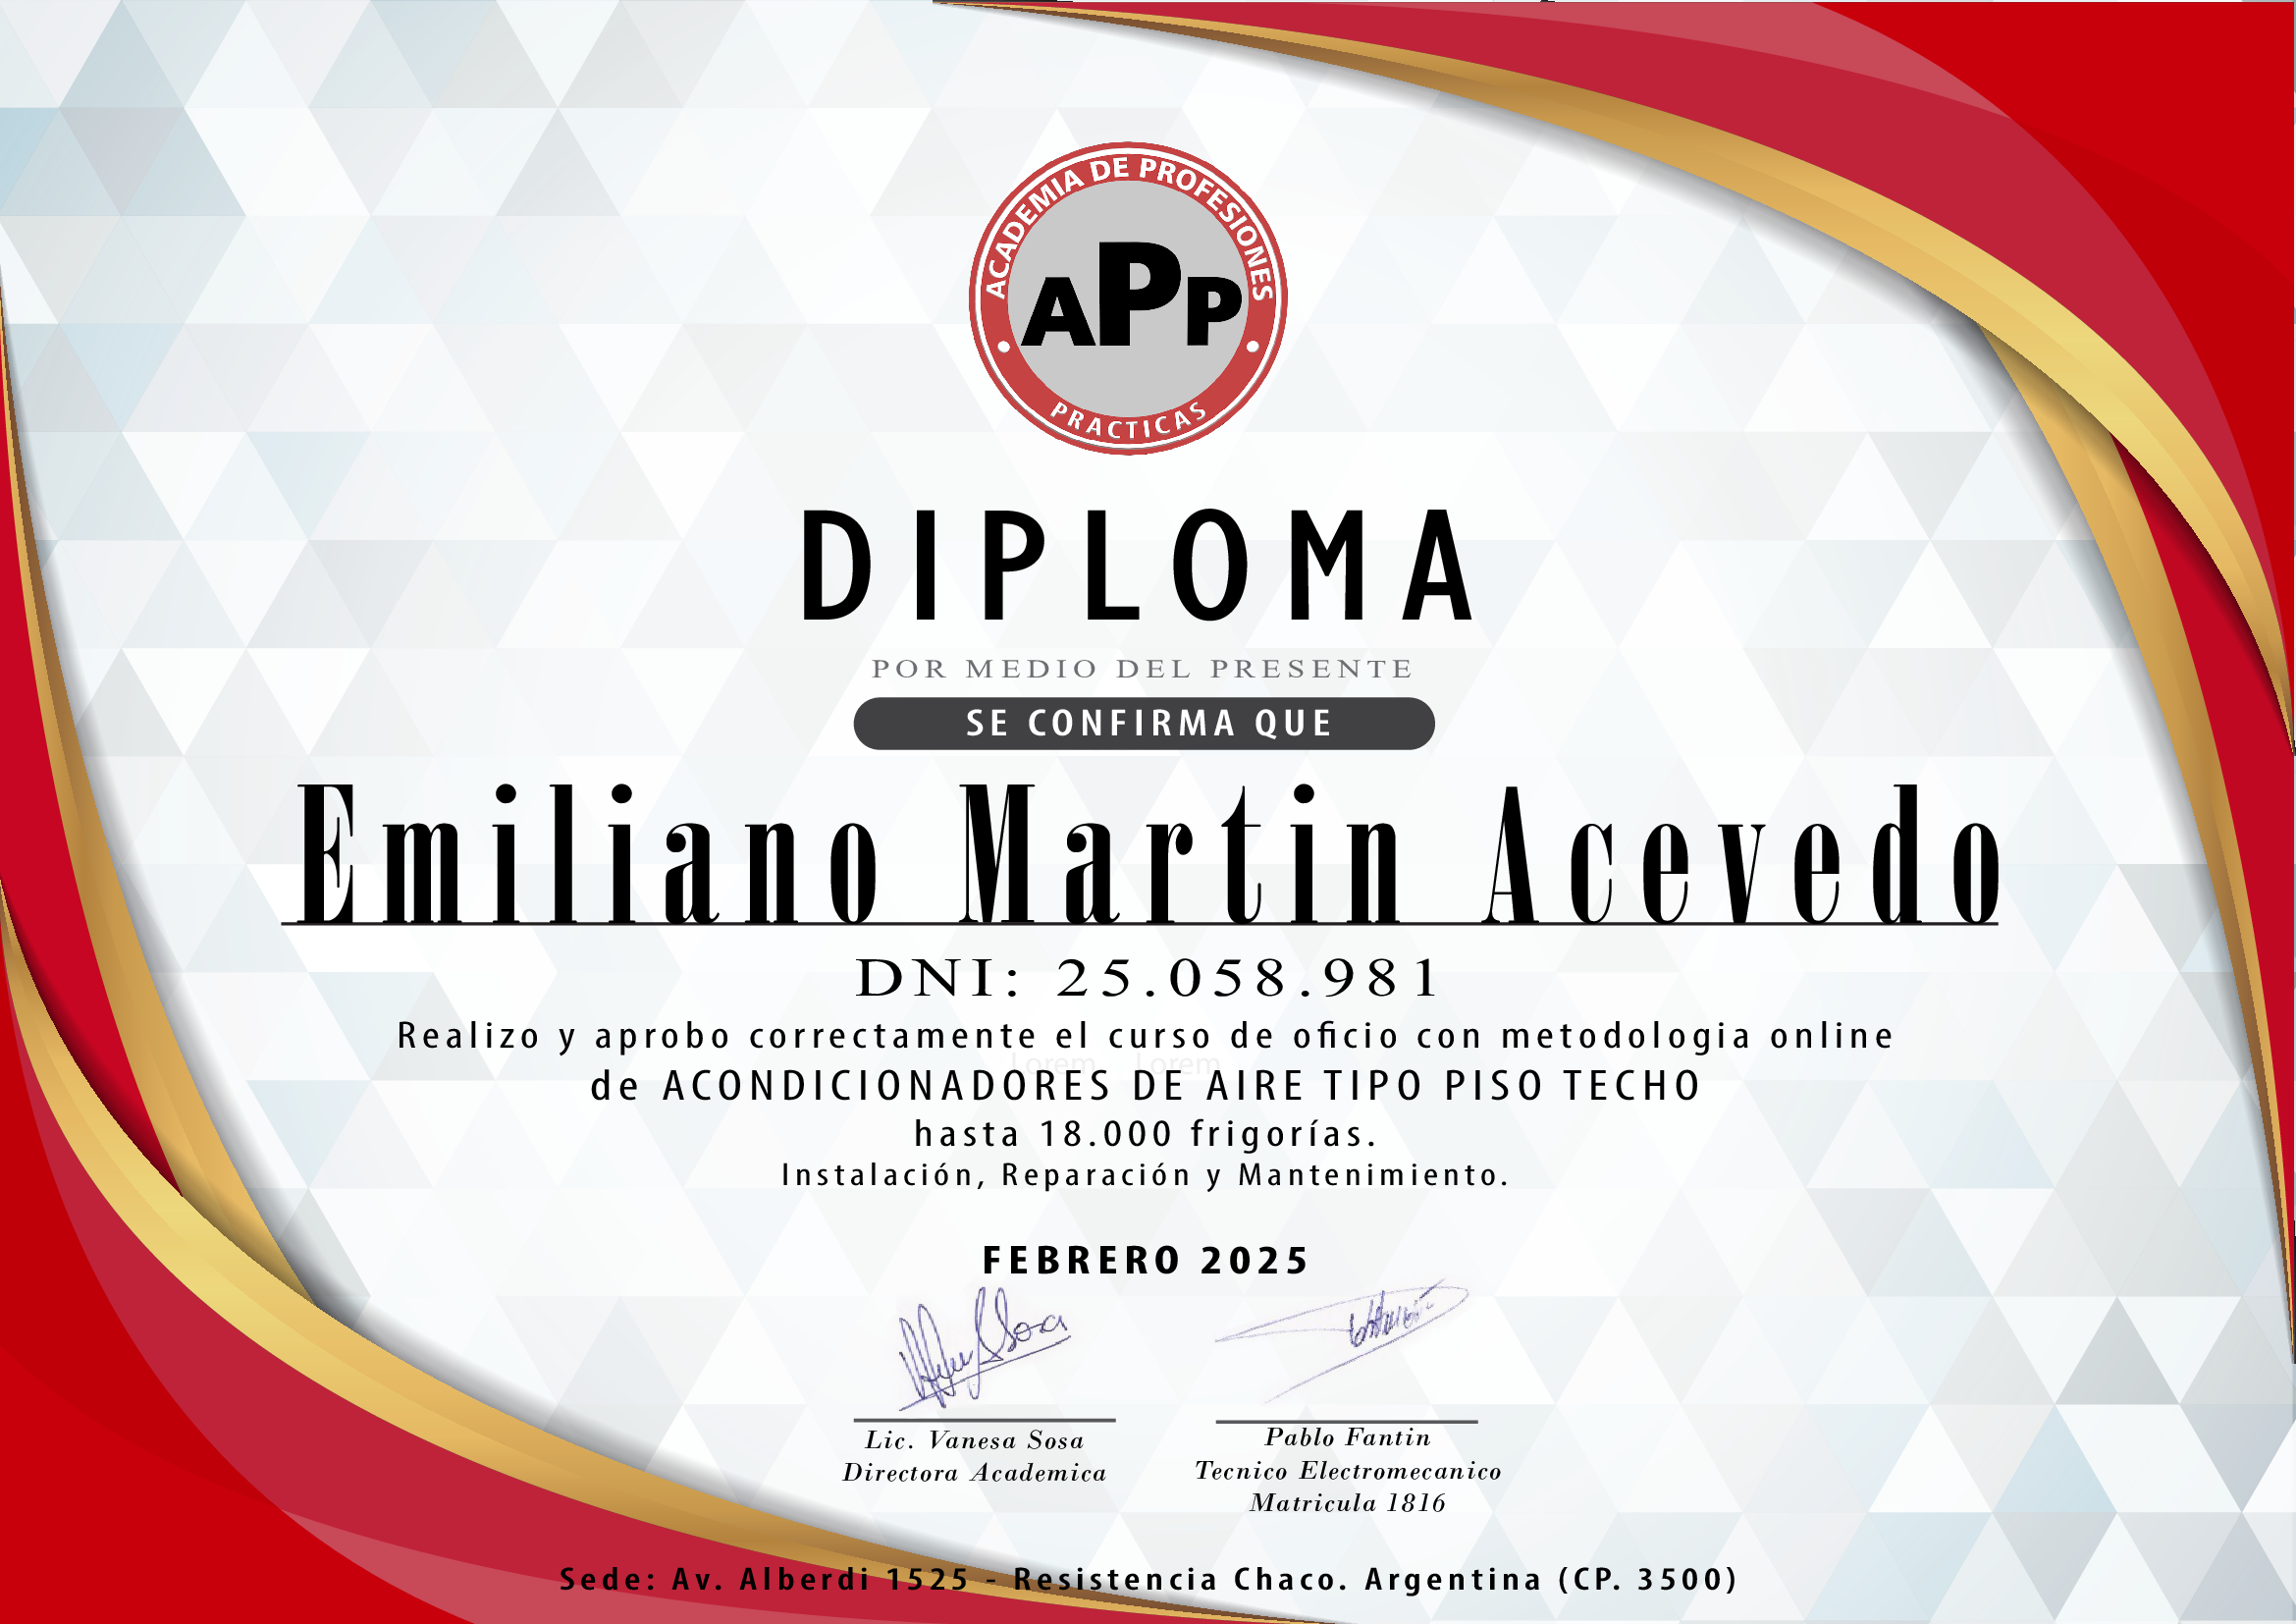 ACADEMIA DE PROFESIONES
APP
PRACTICAS
DIPLOMA
POR MEDIO DEL PRESENTE
SE CONFIRMA QUE
Emiliano Martin Acevedo
DNI: 25.058.981
Realizo y aprobo correctamente el curso de oficio con metodologia online
Lorem Lorem
de ACONDICIONADORES DE AIRE TIPO PISO TECHO
hasta 18.000 frigorías.
Instalación, Reparación y Mantenimiento.
FEBRERO 2025
Lic. Vanesa Sosa
Directora Academica
Pablo Fantin
Tecnico Electromecanico
Matricula 1816
Sede: Av. Alberdi 1525 - Resistencia Chaco. Argentina (CP. 3500)